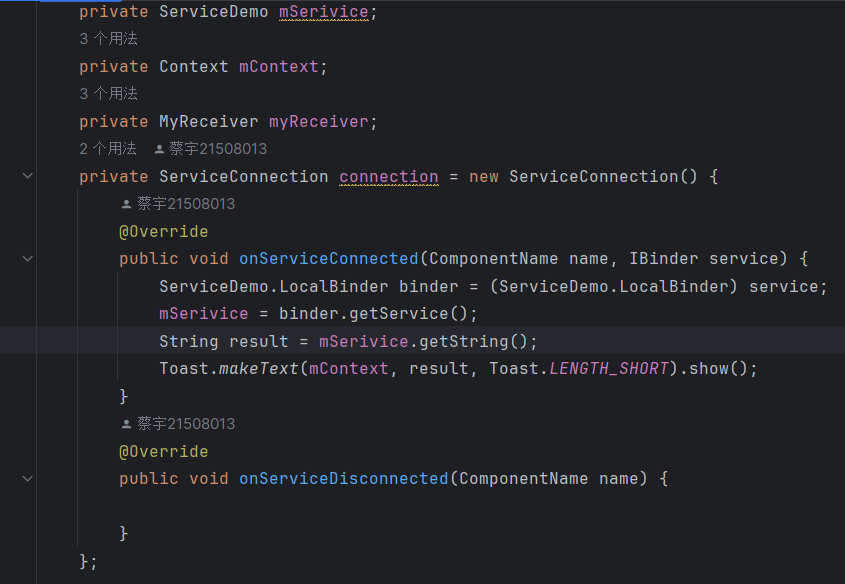 private ServiceDemo mSerivice;
3 个用法
private Context mContext;
3 个用法
private MyReceiver myReceiver;
2 个用法 蔡宇21508013
private ServiceConnection connection = new ServiceConnection() {
蔡宇21508013
@Override
public void onServiceConnected(ComponentName name, IBinder service) {
ServiceDemo.LocalBinder binder = (ServiceDemo.LocalBinder) service;
mSerivice = binder.getService();
String result = mSerivice.getString();
Toast.makeText(mContext, result, Toast.LENGTH_SHORT).show();
}
蔡宇21508013
@Override
public void onServiceDisconnected(ComponentName name) {
}
};